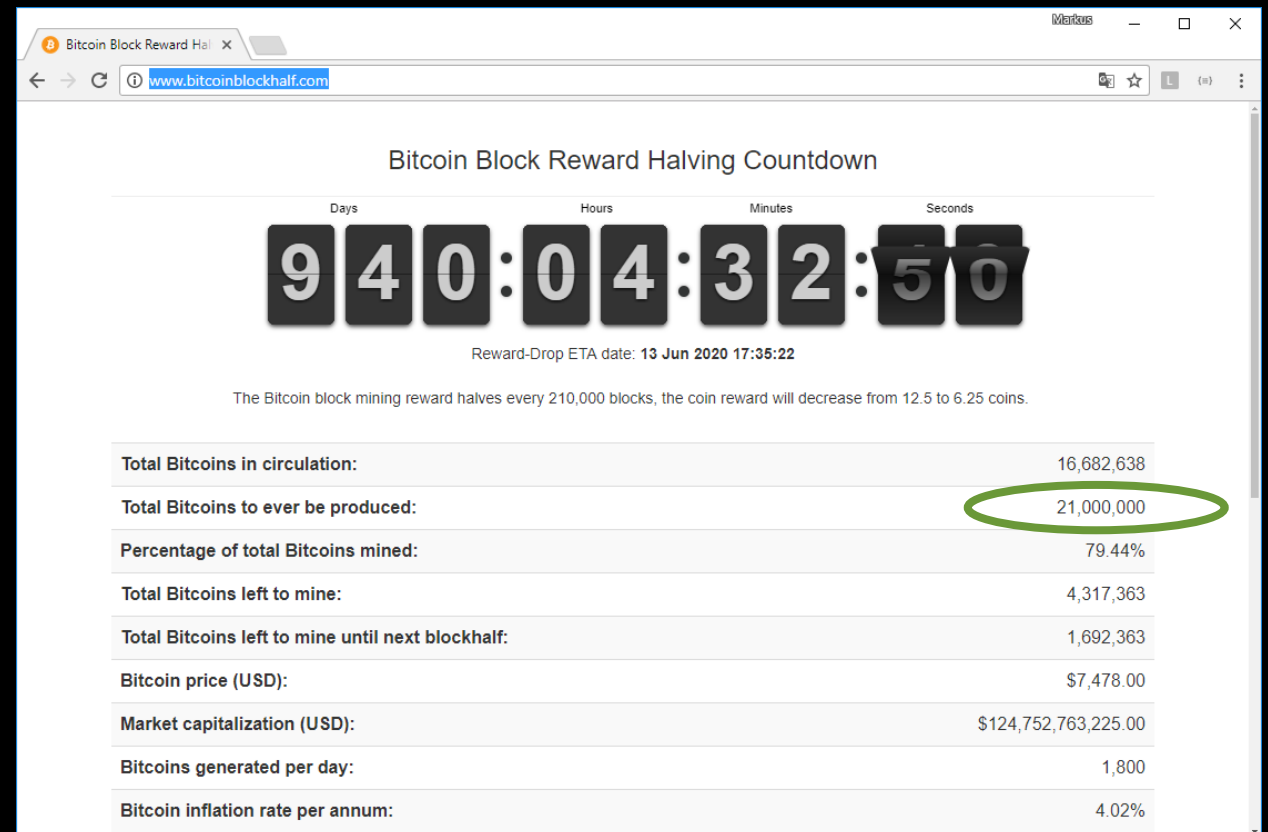 Markus
Bitcoin Block Reward Hal
www.bitcoinblockhalf.com
L
{≡}
Bitcoin Block Reward Halving Countdown
Days Hours Minutes Seconds
940:04:32:50
Reward-Drop ETA date: 13 Jun 2020 17:35:22
The Bitcoin block mining reward halves every 210,000 blocks, the coin reward will decrease from 12.5 to 6.25 coins.
Total Bitcoins in circulation: 16,682,638
Total Bitcoins to ever be produced: 21,000,000
Percentage of total Bitcoins mined: 79.44%
Total Bitcoins left to mine: 4,317,363
Total Bitcoins left to mine until next blockhalf: 1,692,363
Bitcoin price (USD): $7,478.00
Market capitalization (USD): $124,752,763,225.00
Bitcoins generated per day: 1,800
Bitcoin inflation rate per annum: 4.02%